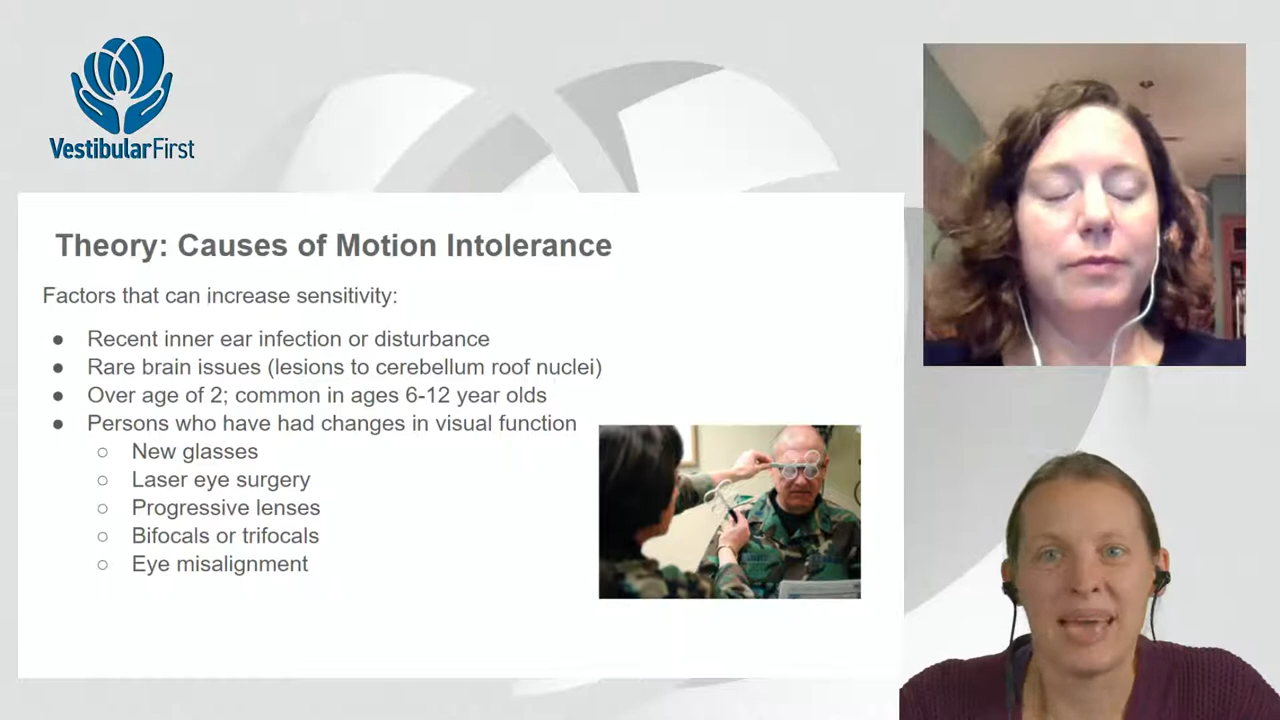 VestibularFirst
Theory: Causes of Motion Intolerance
Factors that can increase sensitivity:
● Recent inner ear infection or disturbance
● Rare brain issues (lesions to cerebellum roof nuclei)
● Over age of 2; common in ages 6-12 year olds
● Persons who have had changes in visual function
○ New glasses
○ Laser eye surgery
○ Progressive lenses
○ Bifocals or trifocals
○ Eye misalignment